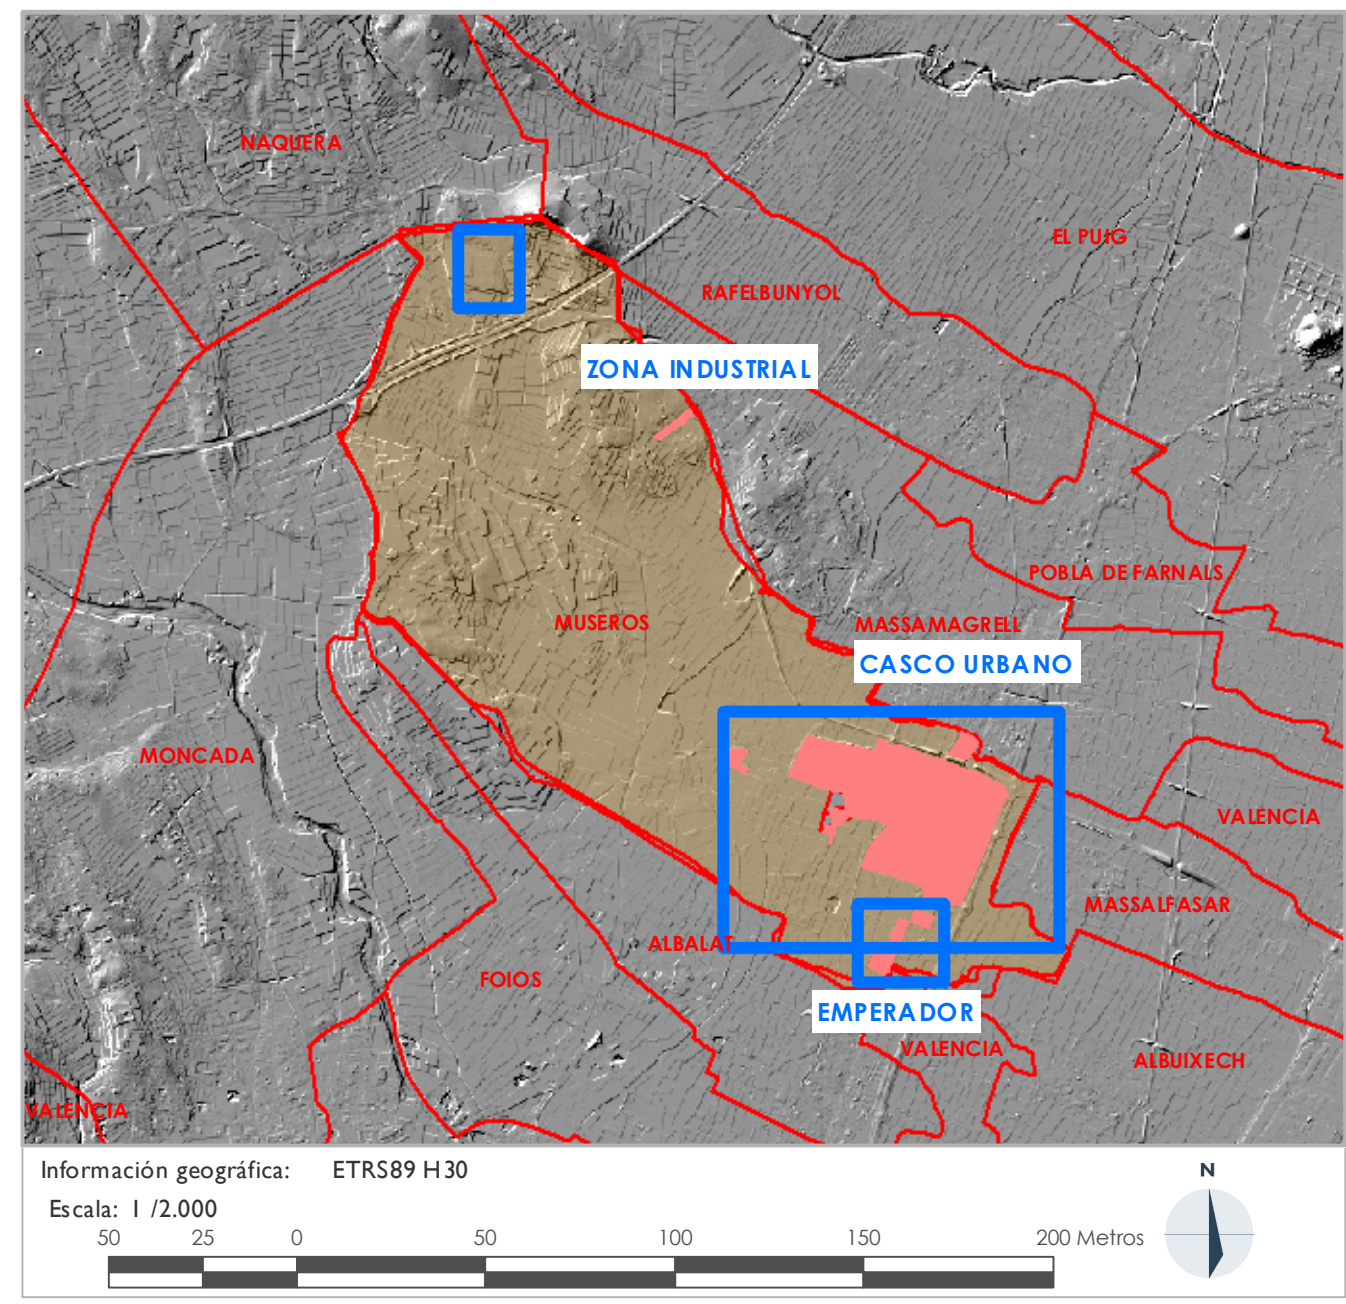 NAQUERA
EL PUIG
RAFELBUNYOL
ZONA INDUSTRIAL
POBLA DE FARNALS
MUSEROS
MASSAMAGRELL
CASCO URBANO
MONCADA
VALENCIA
MASSALFASAR
ALBALAT
FOIOS
EMPERADOR
VALENCIA
ALBUIXECH
VALENCIA
Información geográfica: ETRS89 H30
N
Escala: 1 /2.000
50 25 0 50 100 150 200 Metros